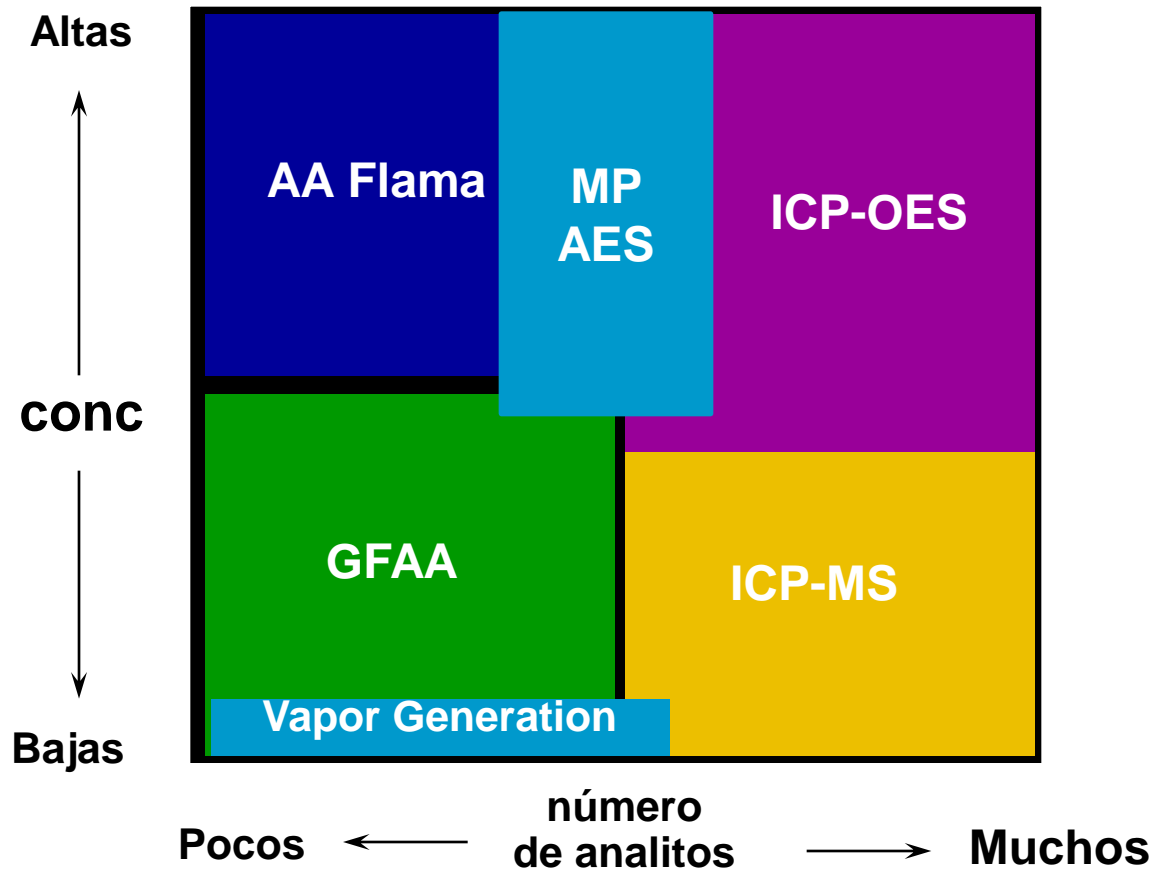 Altas
AA Flama
MP
AES
ICP-OES
conc
GFAA
ICP-MS
Vapor Generation
Bajas
Pocos
número
de analitos
Muchos